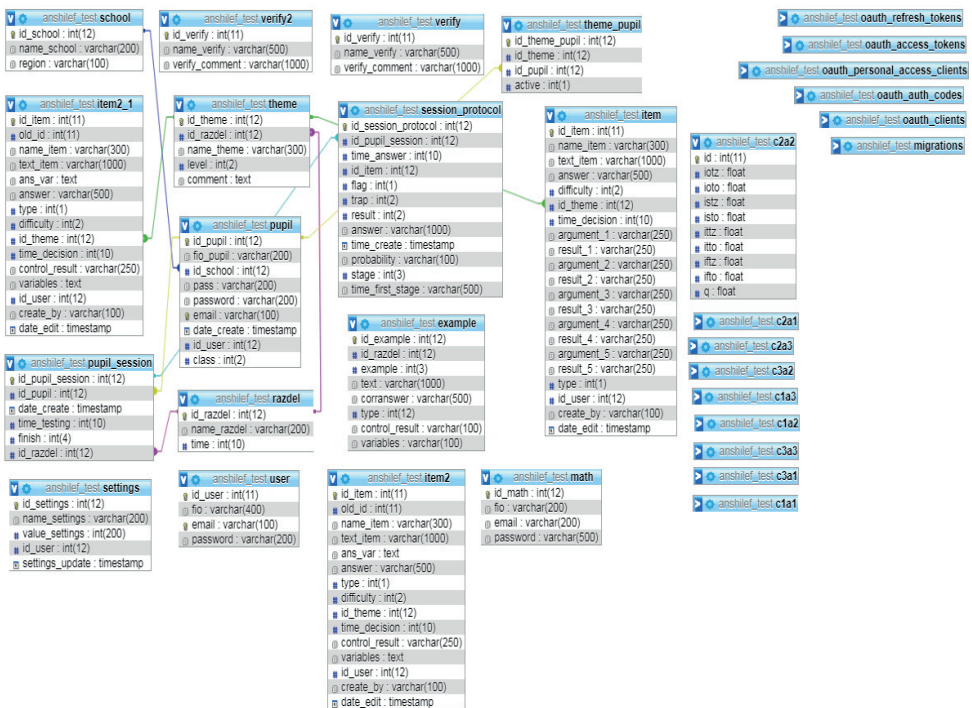 anshilef_test school
id_school : int(12)
name_school : varchar(200)
region : varchar(100)
anshilef_test verify2
id_verify : int(11)
name_verify : varchar(500)
verify_comment : varchar(1000)
anshilef_test verify
id_verify : int(11)
name_verify : varchar(500)
verify_comment : varchar(1000)
anshilef_test theme_pupil
id_theme_pupil : int(12)
id_theme : int(12)
id_pupil : int(12)
active : int(1)
anshilef_test oauth_refresh_tokens
anshilef_test oauth_access_tokens
anshilef_test oauth_personal_access_clients
anshilef_test oauth_auth_codes
anshilef_test oauth_clients
anshilef_test migrations
anshilef_test item2_1
id_item : int(11)
old_id : int(11)
name_item : varchar(300)
text_item : varchar(1000)
ans_var : text
answer : varchar(500)
type : int(1)
difficulty : int(2)
id_theme : int(12)
time_decision : int(10)
control_result : varchar(250)
variables : text
id_user : int(12)
create_by : varchar(100)
date_edit : timestamp
anshilef_test theme
id_theme : int(12)
id_razdel : int(12)
name_theme : varchar(300)
level : int(2)
comment : text
anshilef_test session_protocol
id_session_protocol : int(12)
id_pupil_session : int(12)
time_answer : int(10)
id_item : int(12)
flag : int(1)
trap : int(2)
result : int(2)
answer : varchar(1000)
time_create : timestamp
probability : varchar(100)
stage : int(3)
time_first_stage : varchar(500)
anshilef_test item
id_item : int(11)
name_item : varchar(300)
text_item : varchar(1000)
answer : varchar(500)
difficulty : int(2)
id_theme : int(12)
time_decision : int(10)
argument_1 : varchar(250)
result_1 : varchar(250)
argument_2 : varchar(250)
result_2 : varchar(250)
argument_3 : varchar(250)
result_3 : varchar(250)
argument_4 : varchar(250)
result_4 : varchar(250)
argument_5 : varchar(250)
result_5 : varchar(250)
type : int(1)
id_user : int(12)
create_by : varchar(100)
date_edit : timestamp
anshilef_test c2a2
id : int(11)
iotz : float
ioto : float
istz : float
isto : float
ittz : float
itto : float
iftz : float
ifto : float
q : float
anshilef_test pupil
id_pupil : int(12)
fio_pupil : varchar(200)
id_school : int(12)
pass : varchar(200)
password : varchar(200)
email : varchar(100)
date_create : timestamp
id_user : int(12)
class : int(2)
anshilef_test example
id_example : int(12)
id_razdel : int(12)
example : int(3)
text : varchar(1000)
corranswer : varchar(500)
type : int(12)
control_result : varchar(100)
variables : varchar(100)
anshilef_test c2a1
anshilef_test c2a3
anshilef_test c3a2
anshilef_test c1a3
anshilef_test c1a2
anshilef_test c3a3
anshilef_test c3a1
anshilef_test c1a1
anshilef_test pupil_session
id_pupil_session : int(12)
id_pupil : int(12)
date_create : timestamp
time_testing : int(10)
finish : int(4)
id_razdel : int(12)
anshilef_test razdel
id_razdel : int(12)
name_razdel : varchar(200)
time : int(10)
anshilef_test settings
id_settings : int(12)
name_settings : varchar(200)
value_settings : int(200)
id_user : int(12)
settings_update : timestamp
anshilef_test user
id_user : int(11)
fio : varchar(400)
email : varchar(100)
password : varchar(200)
anshilef_test item2
id_item : int(11)
old_id : int(11)
name_item : varchar(300)
text_item : varchar(1000)
ans_var : text
answer : varchar(500)
type : int(1)
difficulty : int(2)
id_theme : int(12)
time_decision : int(10)
control_result : varchar(250)
variables : text
id_user : int(12)
create_by : varchar(100)
date_edit : timestamp
anshilef_test math
id_math : int(12)
fio : varchar(200)
email : varchar(200)
password : varchar(500)